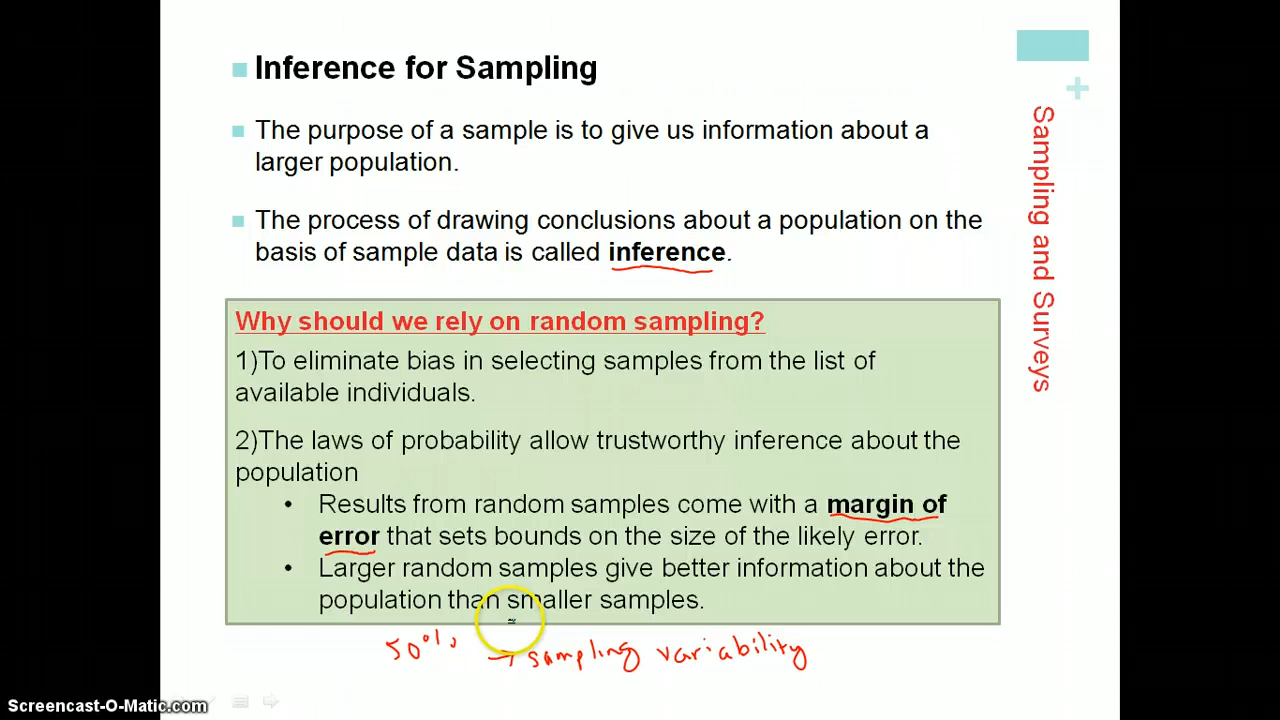 Inference for Sampling
The purpose of a sample is to give us information about a
larger population.
The process of drawing conclusions about a population on the
basis of sample data is called inference.
Why should we rely on random sampling?
1)To eliminate bias in selecting samples from the list of
available individuals.
2)The laws of probability allow trustworthy inference about the
population
• Results from random samples come with a margin of
error that sets bounds on the size of the likely error.
• Larger random samples give better information about the
population than smaller samples.
50%
→ sampling variability
+
Sampling and Surveys
Screencast-O-Matic.com